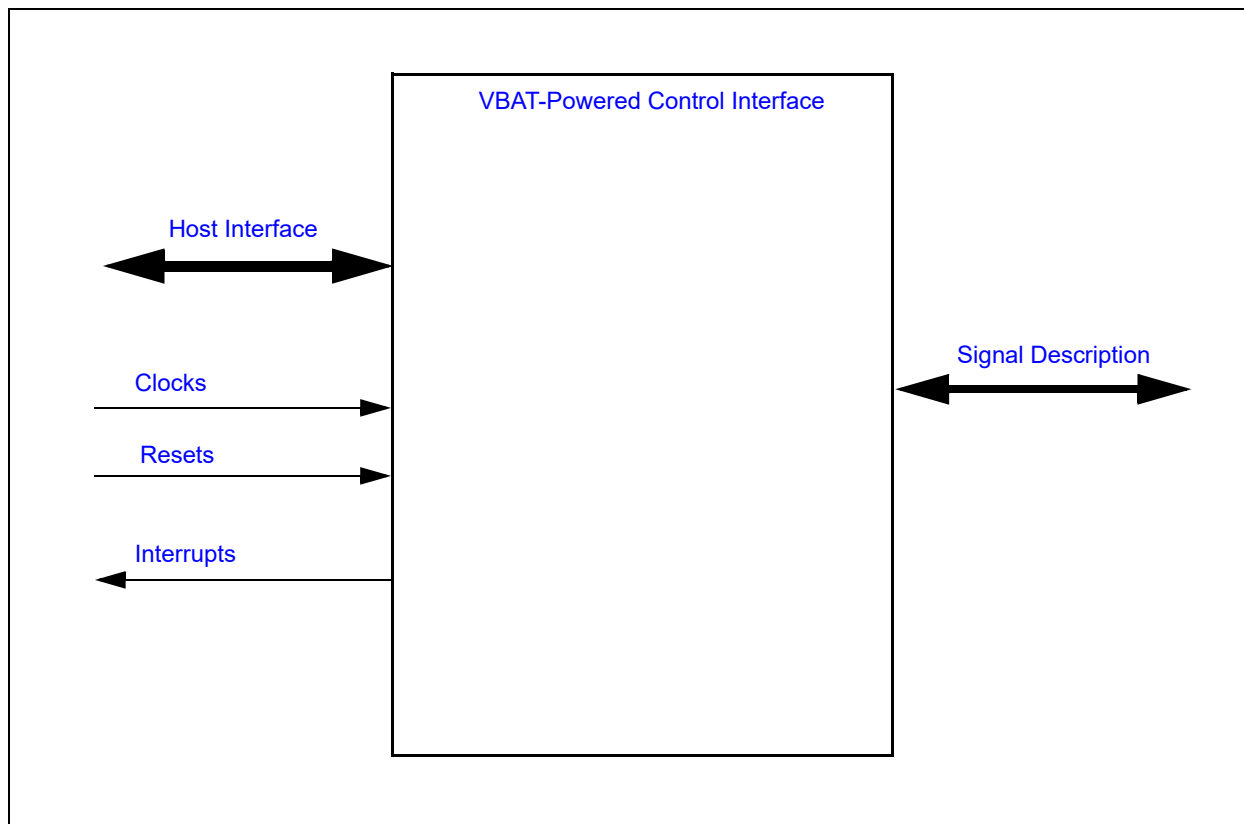 VBAT-Powered Control Interface
Host Interface
Signal Description
Clocks
Resets
Interrupts